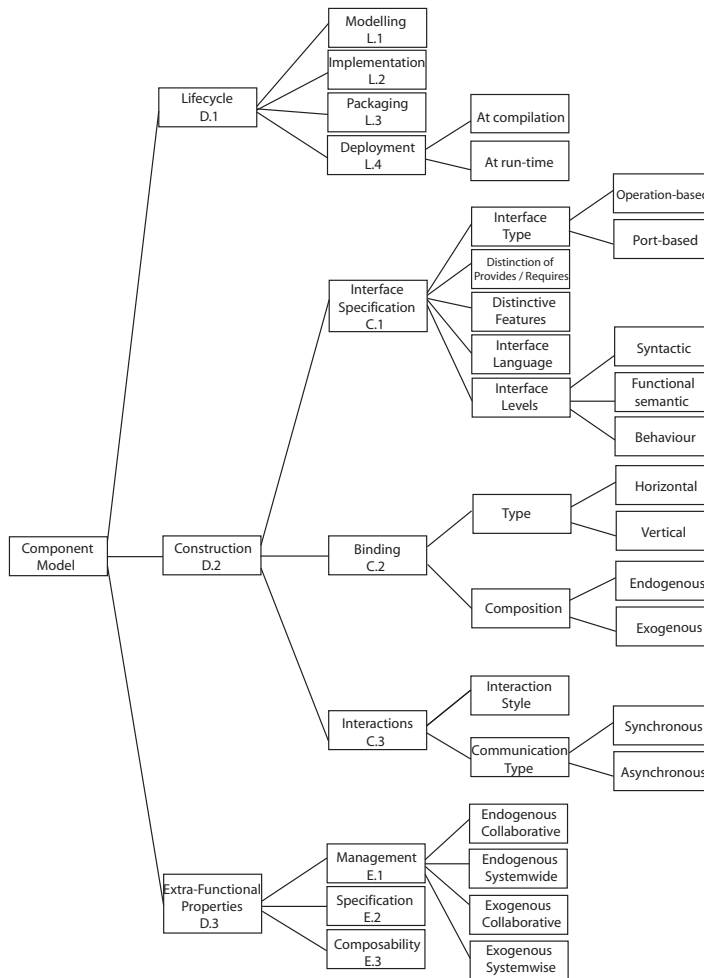 Modelling
L.1
Implementation
L.2
Lifecycle
D.1
Packaging
L.3
Deployment
L.4
At compilation
At run-time
Interface
Type
Operation-based
Port-based
Distinction of
Provides / Requires
Interface
Specification
C.1
Distinctive
Features
Interface
Language
Interface
Levels
Syntactic
Functional
semantic
Behaviour
Component
Model
Construction
D.2
Binding
C.2
Type
Horizontal
Vertical
Composition
Endogenous
Exogenous
Interactions
C.3
Interaction
Style
Communication
Type
Synchronous
Asynchronous
Extra-Functional
Properties
D.3
Management
E.1
Endogenous
Collaborative
Endogenous
Systemwide
Exogenous
Collaborative
Exogenous
Systemwise
Specification
E.2
Composability
E.3